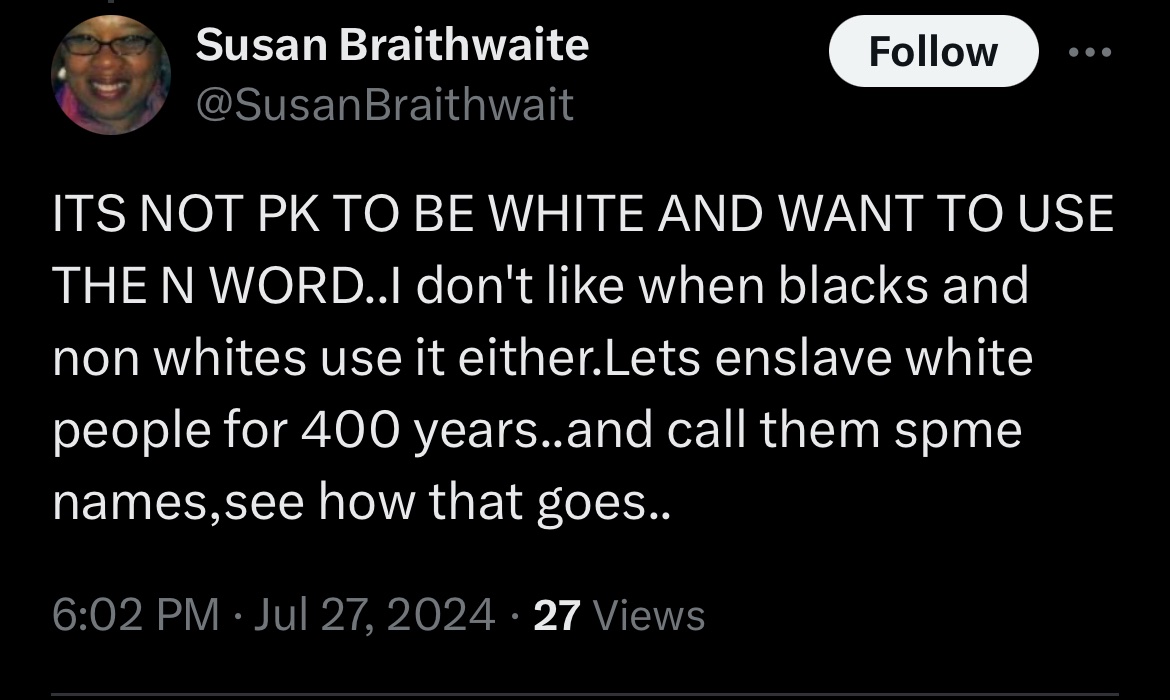 Susan Braithwaite
Follow
@SusanBraithwait
ITS NOT PK TO BE WHITE AND WANT TO USE
THE N WORD..I don't like when blacks and
non whites use it either.Lets enslave white
people for 400 years..and call them spme
names,see how that goes..
6:02 PM · Jul 27, 2024 · 27 Views